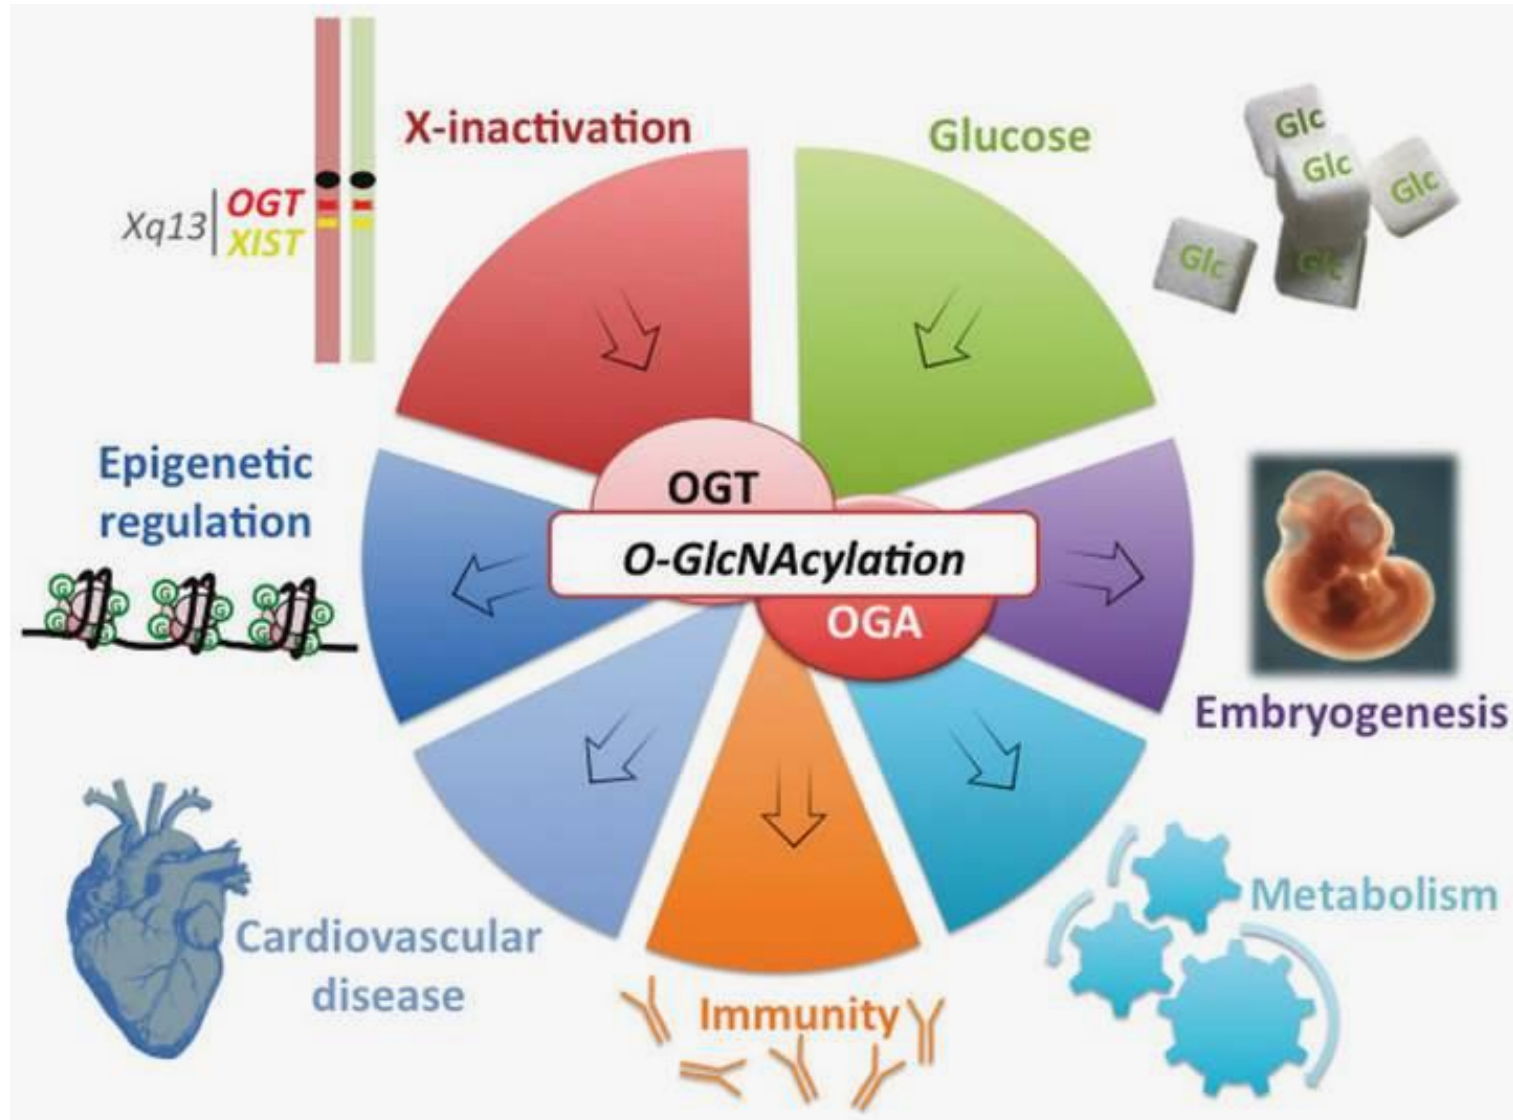 X-inactivation
Glucose
Glc
Glc
Glc
Glc
Glc
Xq13
OGT
XIST
Epigenetic
regulation
G
G
G
G
G
G
G
G
G
G
G
G
OGT
O-GlcNAcylation
OGA
Embryogenesis
Cardiovascular
disease
Immunity
Metabolism